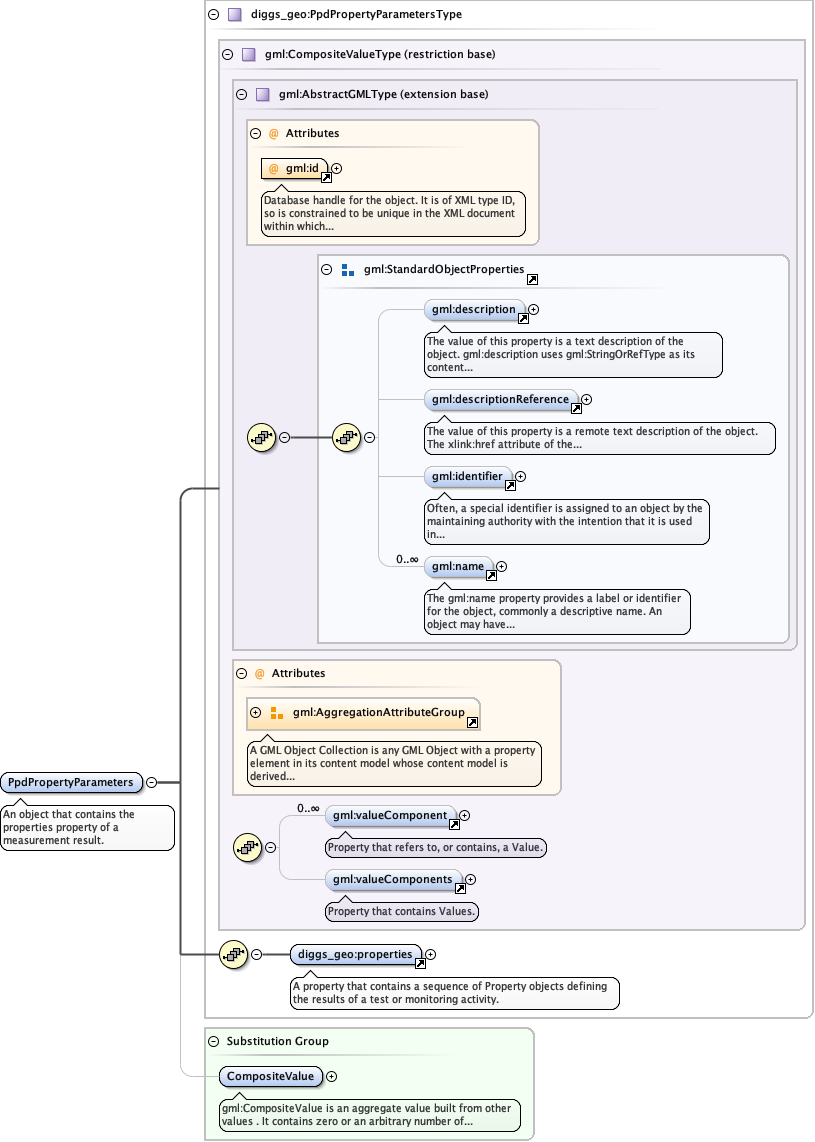 diggs_geo:PpdPropertyParametersType
gml:CompositeValueType (restriction base)
gml:AbstractGMLType (extension base)
@ Attributes
@ gml:id
Database handle for the object. It is of XML type ID,
so is constrained to be unique in the XML document
within which...
gml:StandardObjectProperties
gml:description
The value of this property is a text description of the
object. gml:description uses gml:StringOrRefType as its
content...
gml:descriptionReference
The value of this property is a remote text description of the object.
The xlink:href attribute of the...
gml:identifier
Often, a special identifier is assigned to an object by the
maintaining authority with the intention that it is used
in...
0..∞
gml:name
The gml:name property provides a label or identifier
for the object, commonly a descriptive name. An
object may have...
@ Attributes
gml:AggregationAttributeGroup
A GML Object Collection is any GML Object with a property
element in its content model whose content model is
derived...
PpdPropertyParameters
An object that contains the
properties property of a
measurement result.
0..∞
gml:valueComponent
Property that refers to, or contains, a Value.
gml:valueComponents
Property that contains Values.
diggs_geo:properties
A property that contains a sequence of Property objects defining
the results of a test or monitoring activity.
Substitution Group
CompositeValue
gml:CompositeValue is an aggregate value built from other
values . It contains zero or an arbitrary number of...